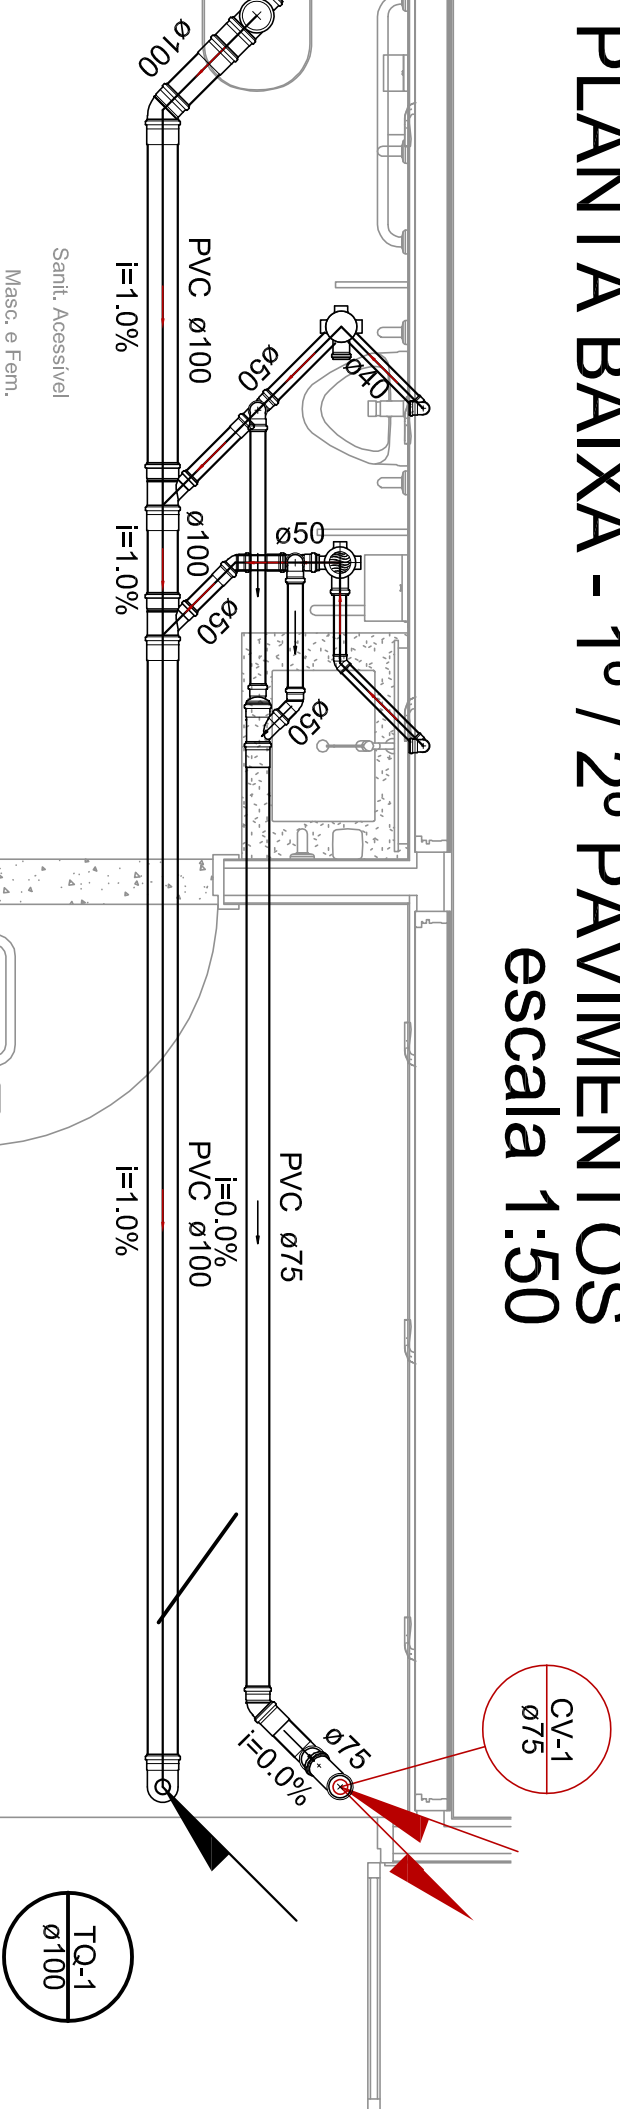 PLANTA BAIXA - 1º / 2º PAVIMENTOS
escala 1:50
ø100
PVC ø100
i=1.0%
Sanit. Acessível
Masc. e Fem.
ø50
ø40
ø100
i=1.0%
ø50
ø50
ø50
PVC ø75
i=0.0%
PVC ø100
i=1.0%
ø75
i=0.0%
CV-1
ø75
TQ-1
ø100